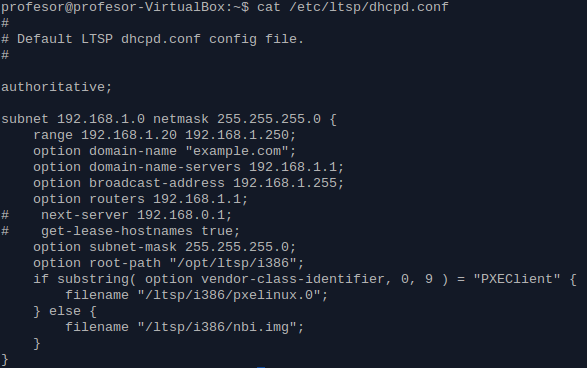 profesor@profesor-VirtualBox:~$ cat /etc/ltsp/dhcpd.conf
#
# Default LTSP dhcpd.conf config file.
#

authoritative;

subnet 192.168.1.0 netmask 255.255.255.0 {
    range 192.168.1.20 192.168.1.250;
    option domain-name "example.com";
    option domain-name-servers 192.168.1.1;
    option broadcast-address 192.168.1.255;
    option routers 192.168.1.1;
#    next-server 192.168.0.1;
#    get-lease-hostnames true;
    option subnet-mask 255.255.255.0;
    option root-path "/opt/ltsp/i386";
    if substring( option vendor-class-identifier, 0, 9 ) = "PXEClient" {
        filename "/ltsp/i386/pxelinux.0";
    } else {
        filename "/ltsp/i386/nbi.img";
    }
}